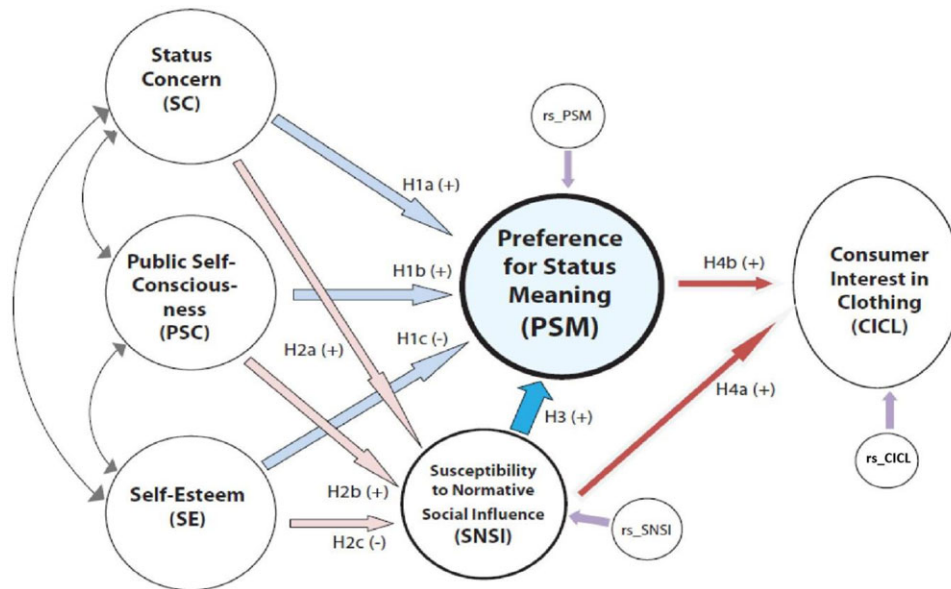 Status
Concern
(SC)
rs_PSM
H1a (+)
Preference
for Status
Meaning
(PSM)
Public Self-
Conscious-
ness
(PSC)
H1b (+)
H4b (+)
Consumer
Interest in
Clothing
(CICL)
H2a (+)
H1c (-)
H4a (+)
H3 (+)
Self-Esteem
(SE)
H2b (+)
H2c (-)
Susceptibility
to Normative
Social Influence
(SNSI)
rs_CICL
rs_SNSI